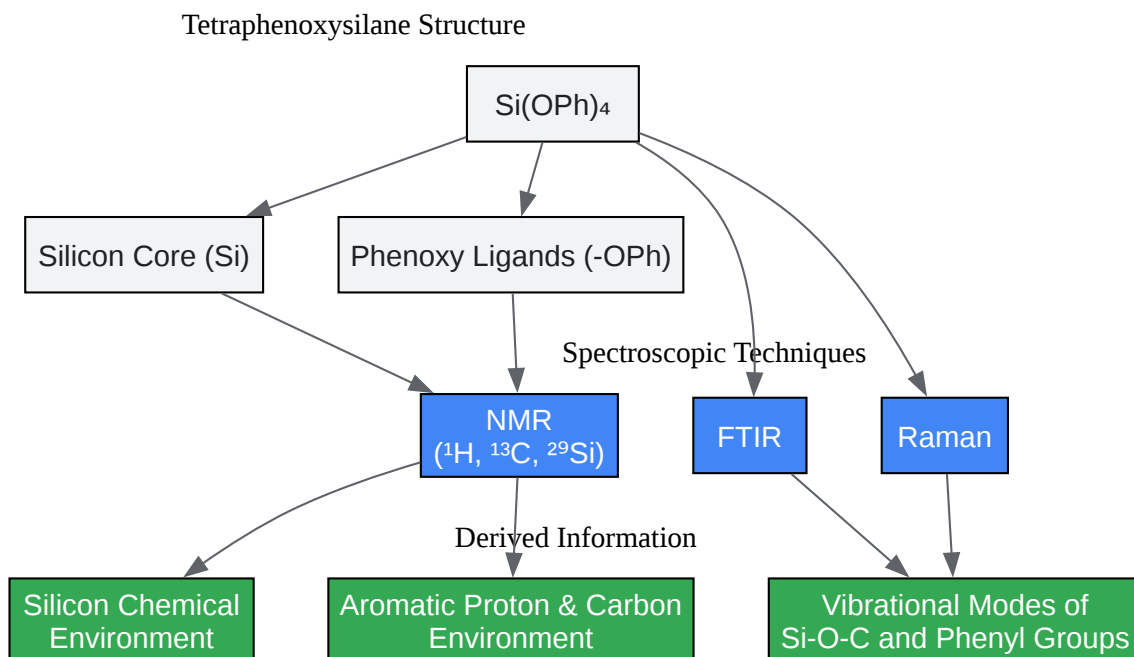 Tetraphenoxysilane Structure
Si(OPh)₄
Silicon Core (Si)
Phenoxy Ligands (-OPh)
Spectroscopic Techniques
NMR
(¹H, ¹³C, ²⁹Si)
FTIR
Raman
Derived Information
Silicon Chemical
Environment
Aromatic Proton & Carbon
Environment
Vibrational Modes of
Si-O-C and Phenyl Groups